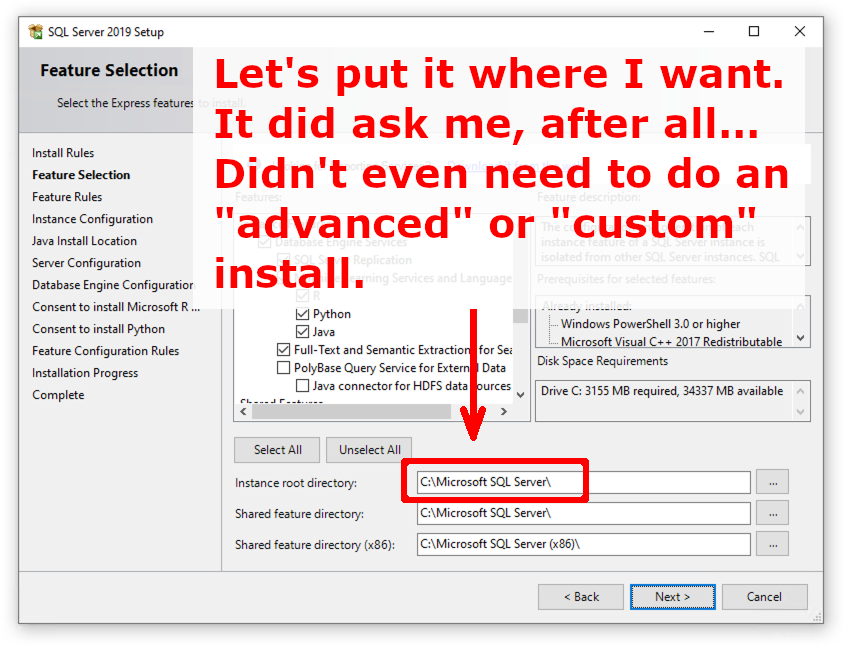 SQL Server 2019 Setup
Feature Selection
Select the Express features to install.
Let's put it where I want.
It did ask me, after all...
Didn't even need to do an
"advanced" or "custom"
install.
Install Rules
Feature Selection
Feature Rules
Instance Configuration
Java Install Location
Server Configuration
Database Engine Configuration
Consent to install Microsoft R ...
Consent to install Python
Feature Configuration Rules
Installation Progress
Complete
Features:
Database Engine Services
SQL Server Replication
Learning Services and Language
R
Python
Java
Full-Text and Semantic Extractions for Sea
PolyBase Query Service for External Data
Java connector for HDFS data sources
Shared Features
Feature description:
The configuration and operation of each
instance feature of a SQL Server instance is
isolated from other SQL Server instances. SQL
Prerequisites for selected features:
Already installed:
Windows PowerShell 3.0 or higher
Microsoft Visual C++ 2017 Redistributable
Disk Space Requirements
Drive C: 3155 MB required, 34337 MB available
Select All
Unselect All
Instance root directory:
C:\Microsoft SQL Server\
...
Shared feature directory:
C:\Microsoft SQL Server\
...
Shared feature directory (x86):
C:\Microsoft SQL Server (x86)\
...
< Back
Next >
Cancel